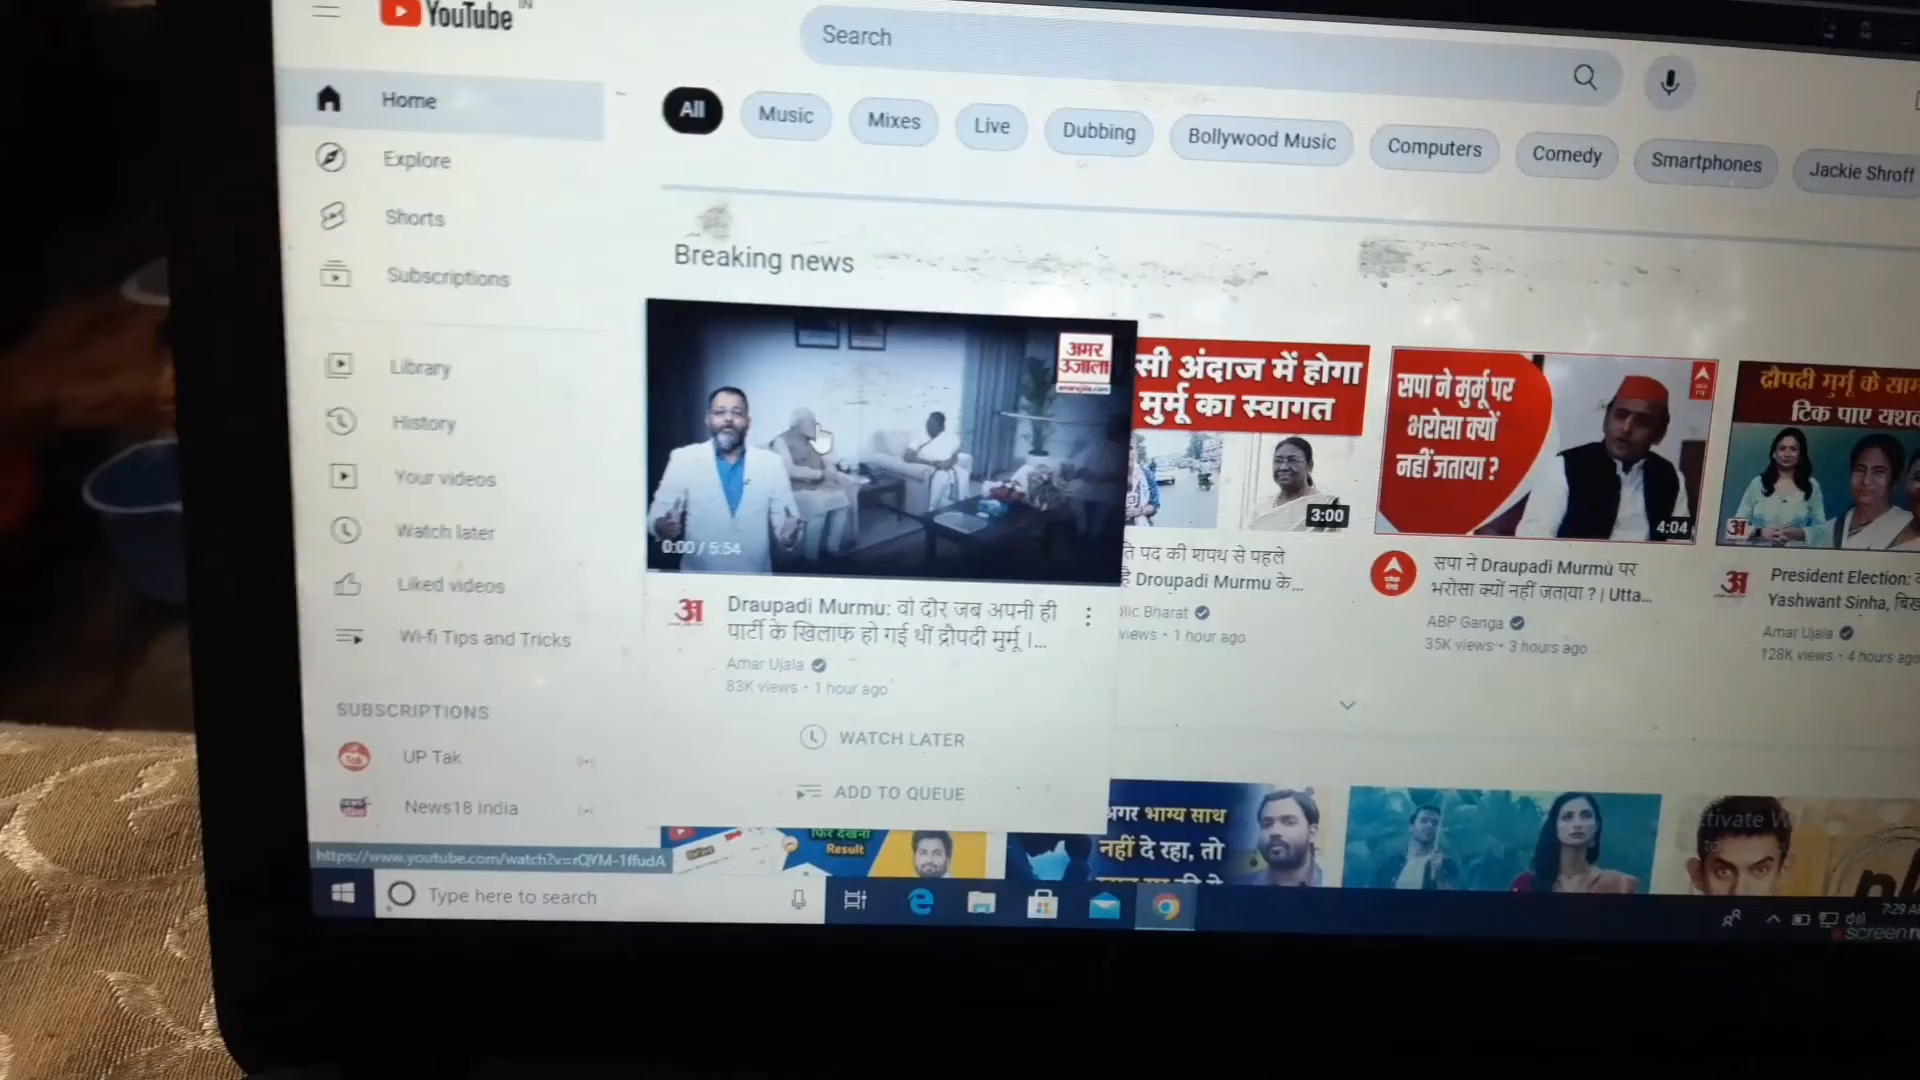 YouTube IN
Search
Home
Explore
Shorts
Subscriptions
Library
History
Your videos
Watch later
Liked videos
Wi-fi Tips and Tricks
SUBSCRIPTIONS
UP Tak
News18 India
All
Music
Mixes
Live
Dubbing
Bollywood Music
Computers
Comedy
Smartphones
Jackie Shroff
Breaking news
अमर
उजाला
amarujala.com
0:00 / 5:54
अ
Draupadi Murmu: वो दौर जब अपनी ही
पार्टी के खिलाफ हो गई थीं द्रौपदी मुर्मू ।...
Amar Ujala
83K views • 1 hour ago
WATCH LATER
ADD TO QUEUE
सी अंदाज में होगा
मुर्मू का स्वागत
3:00
पद की शपथ से पहले
है Droupadi Murmu के...
Bharat
views • 1 hour ago
सपा ने मुर्मू पर
भरोसा क्यों
नहीं जताया ?
4:04
abp
सपा ने Draupadi Murmu पर
भरोसा क्यों नहीं जताया ? | Utta...
ABP Ganga
35K views • 3 hours ago
द्रौपदी मुर्मू के
टिक पाए
अ
अ
President Election:
Yashwant Sinha,
Amar Ujala
128K views • 4 hours ago
फिर देखना
Result
अगर भाग्य साथ
नहीं दे रहा, तो
https://www.youtube.com/watch?v=rQYM-1ffudA
Type here to search
7:29